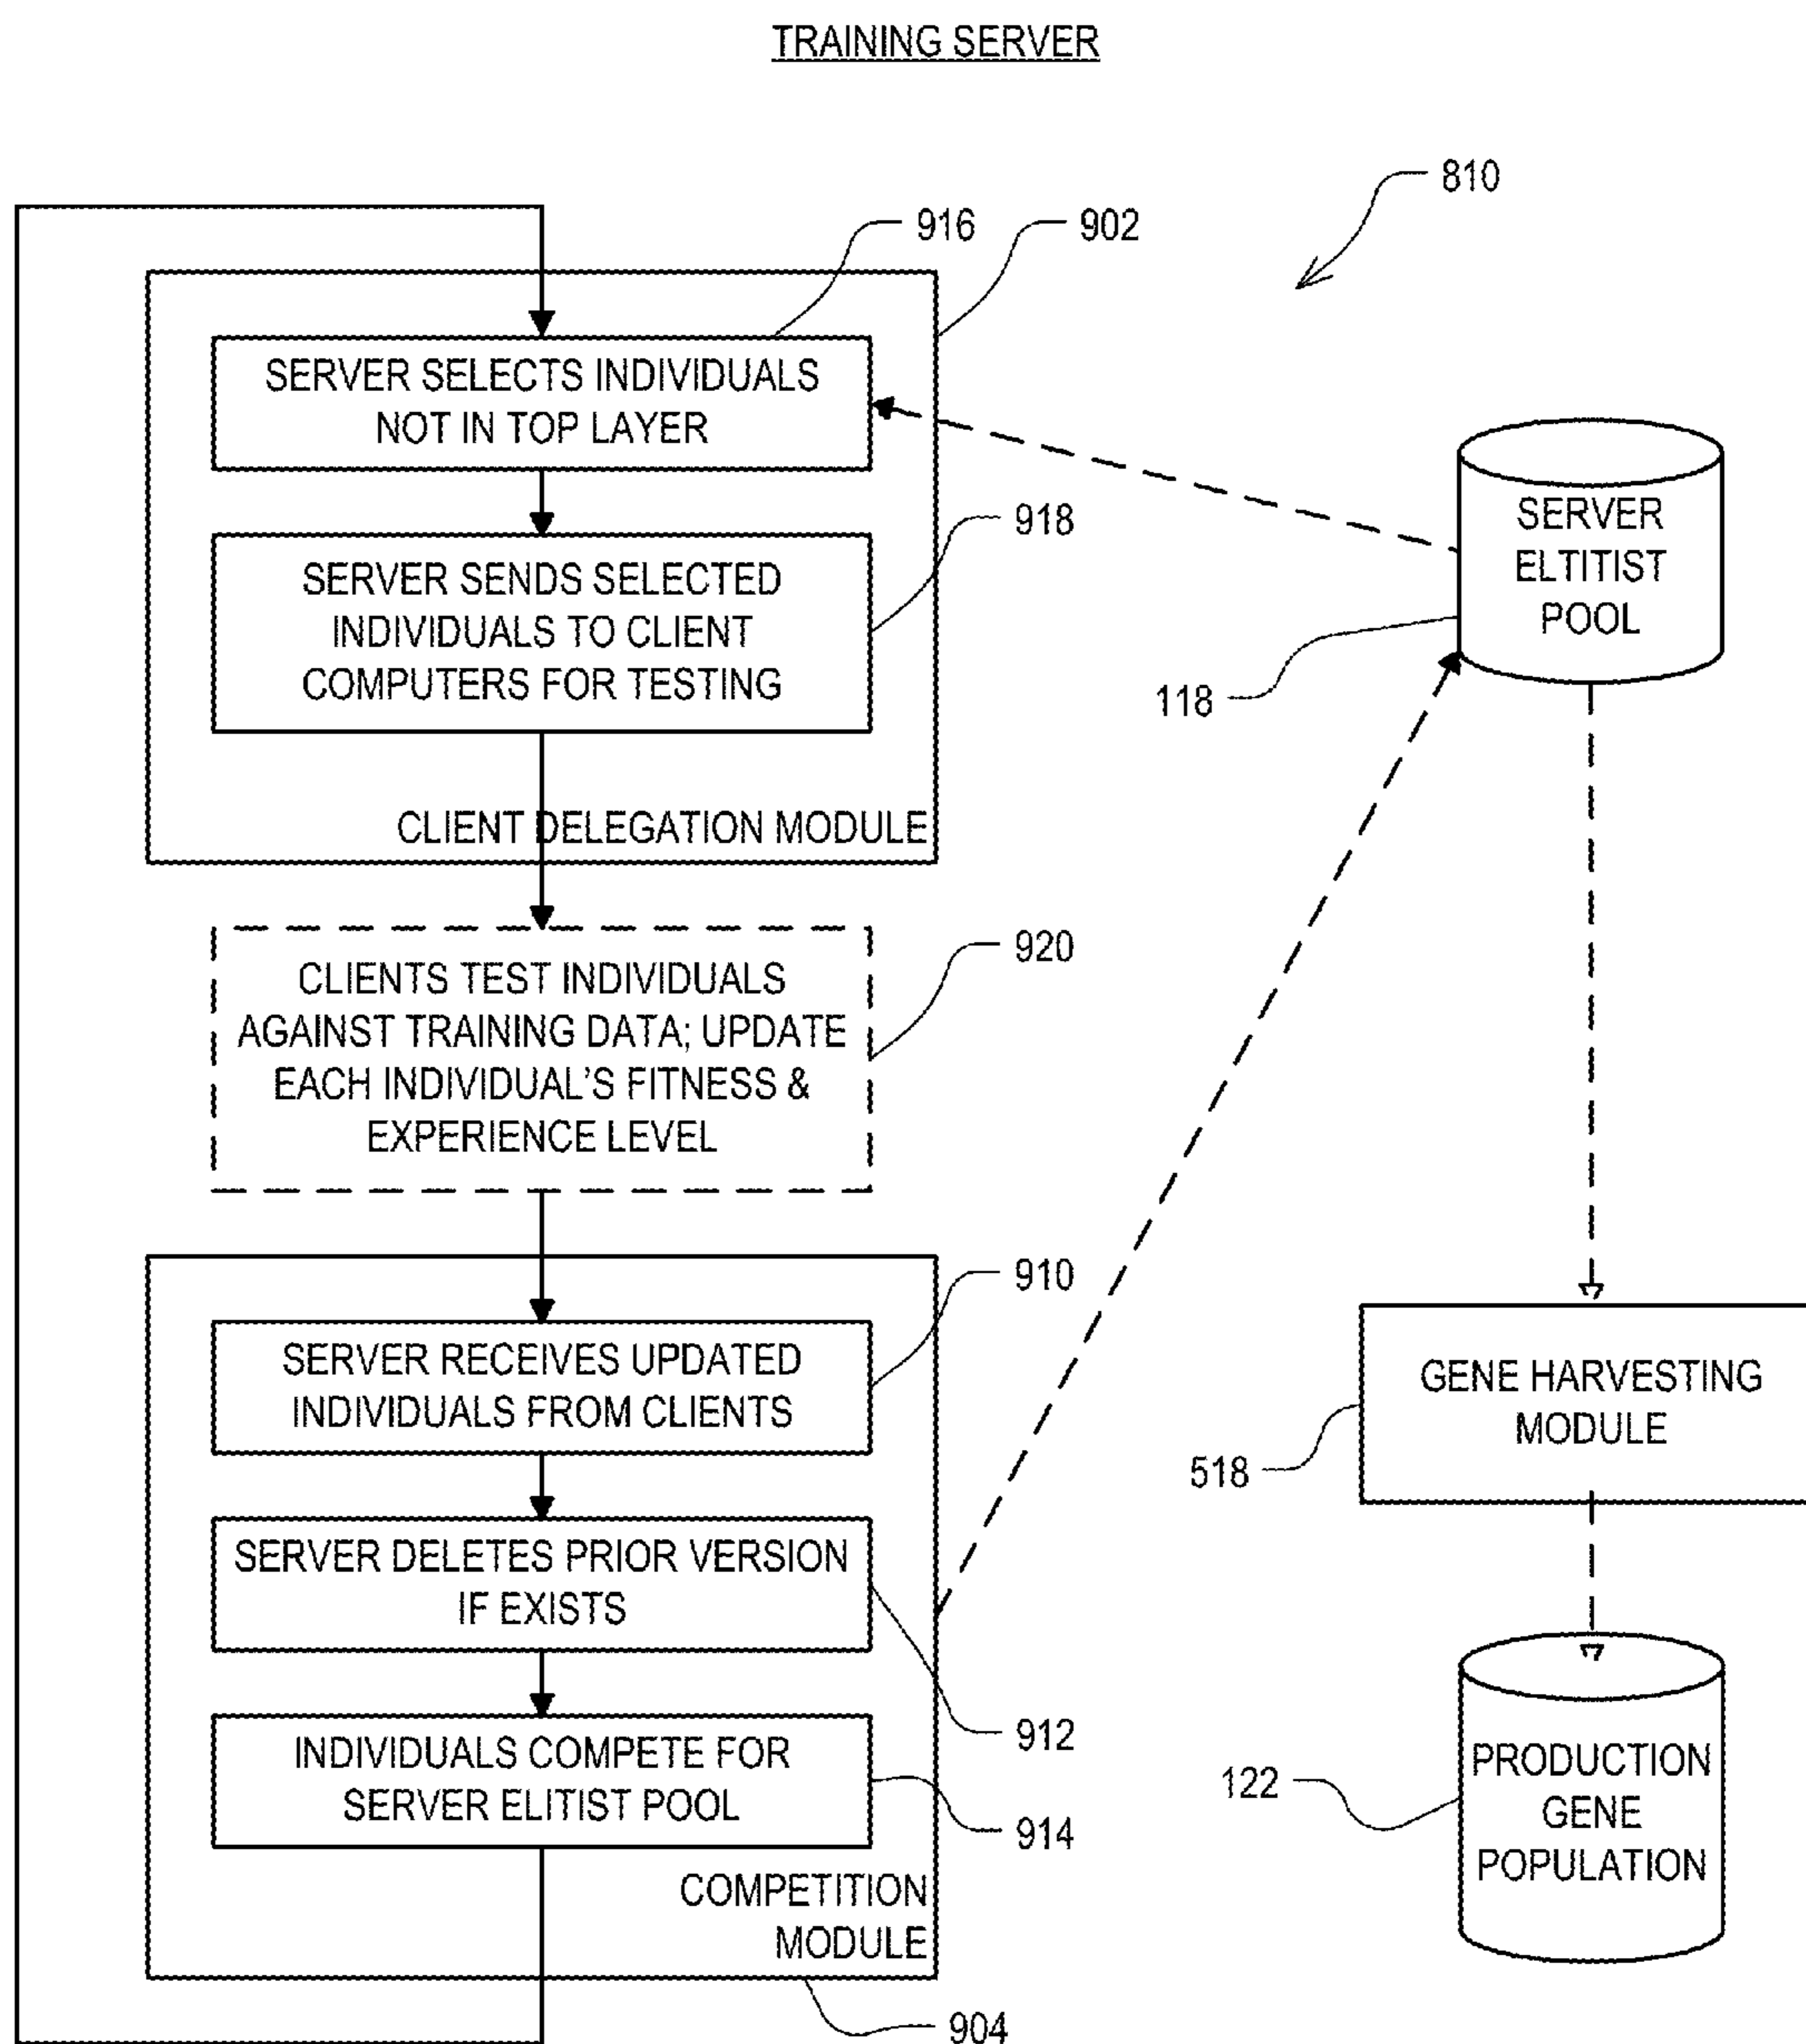 TRAINING SERVER
810
916
902
SERVER SELECTS INDIVIDUALS
NOT IN TOP LAYER
918
SERVER SENDS SELECTED
INDIVIDUALS TO CLIENT
COMPUTERS FOR TESTING
CLIENT DELEGATION MODULE
SERVER
ELTITIST
POOL
118
920
CLIENTS TEST INDIVIDUALS
AGAINST TRAINING DATA; UPDATE
EACH INDIVIDUAL'S FITNESS &
EXPERIENCE LEVEL
910
SERVER RECEIVES UPDATED
INDIVIDUALS FROM CLIENTS
SERVER DELETES PRIOR VERSION
IF EXISTS
912
INDIVIDUALS COMPETE FOR
SERVER ELITIST POOL
914
COMPETITION
MODULE
904
GENE HARVESTING
MODULE
518
PRODUCTION
GENE
POPULATION
122